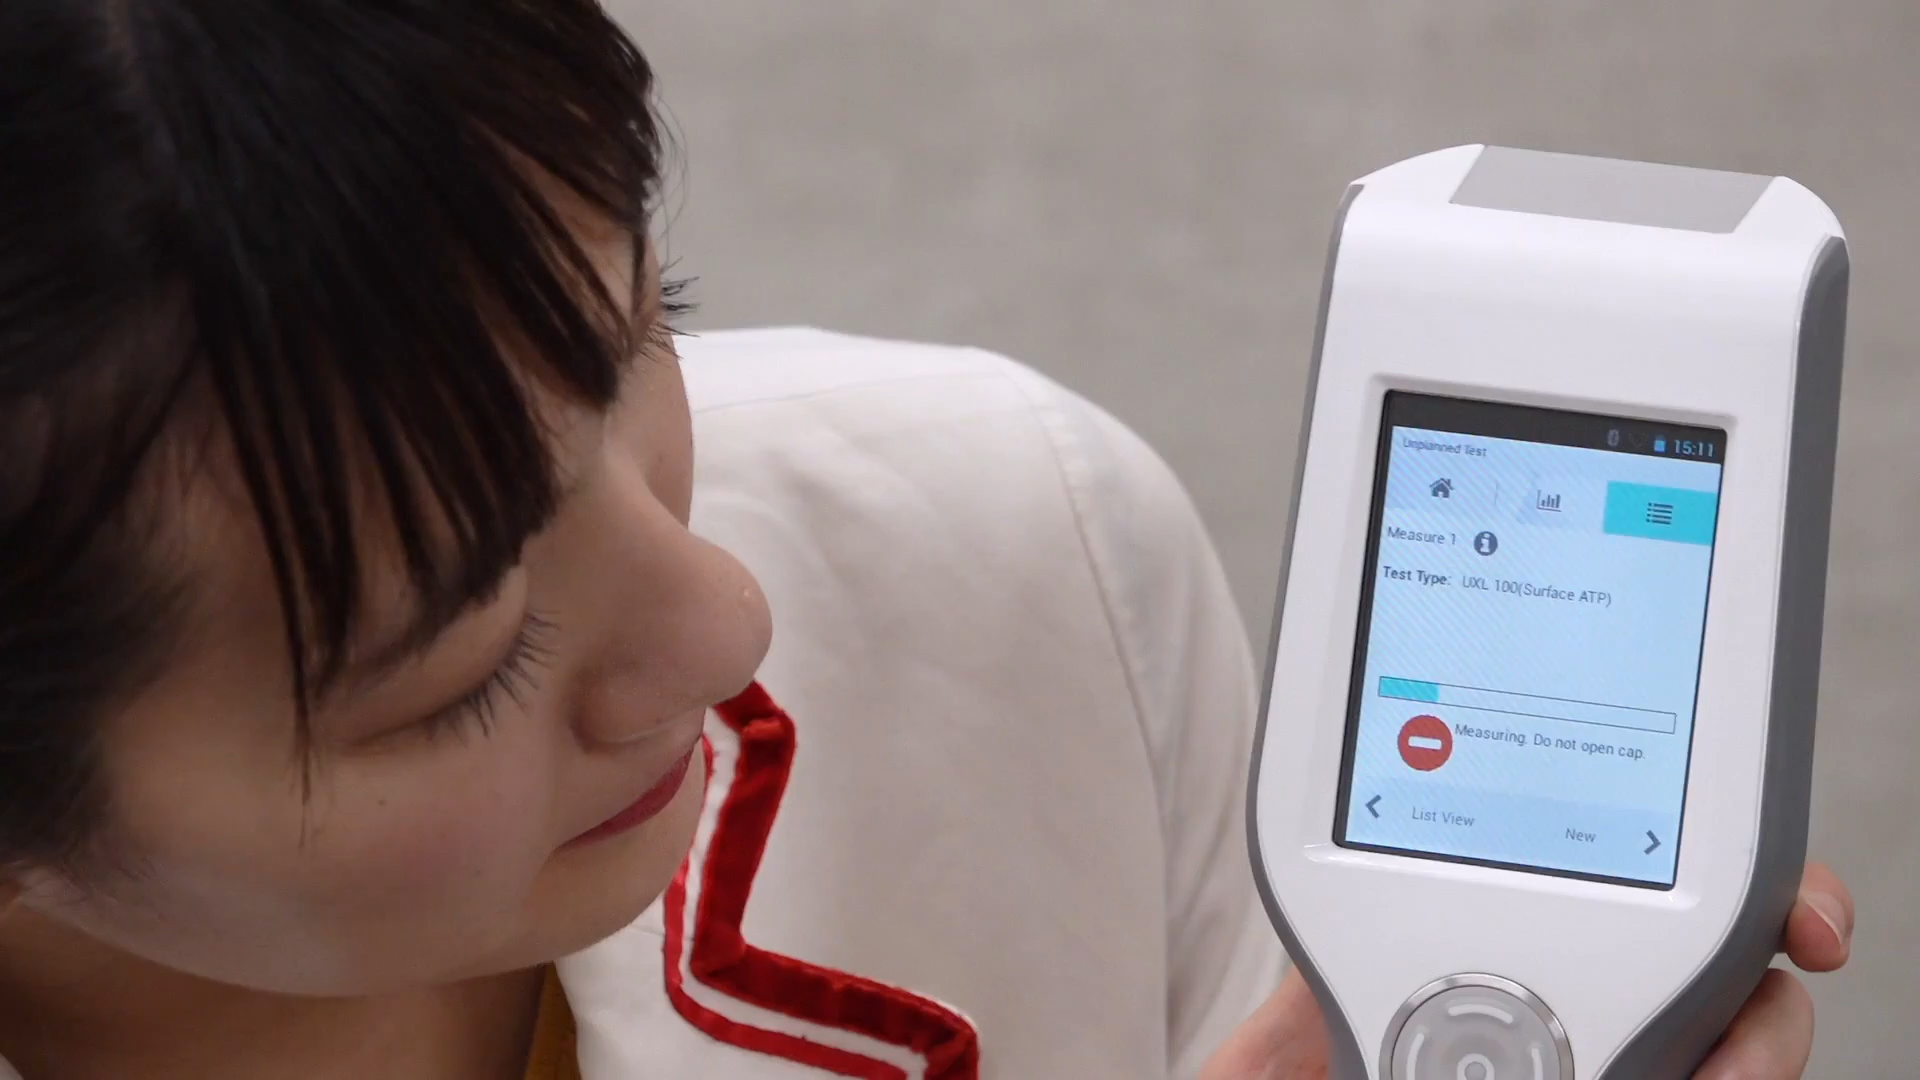 15:11
Unplanned Test
Measure 1
Test Type: UXL 100(Surface ATP)
Measuring. Do not open cap.
List View
New